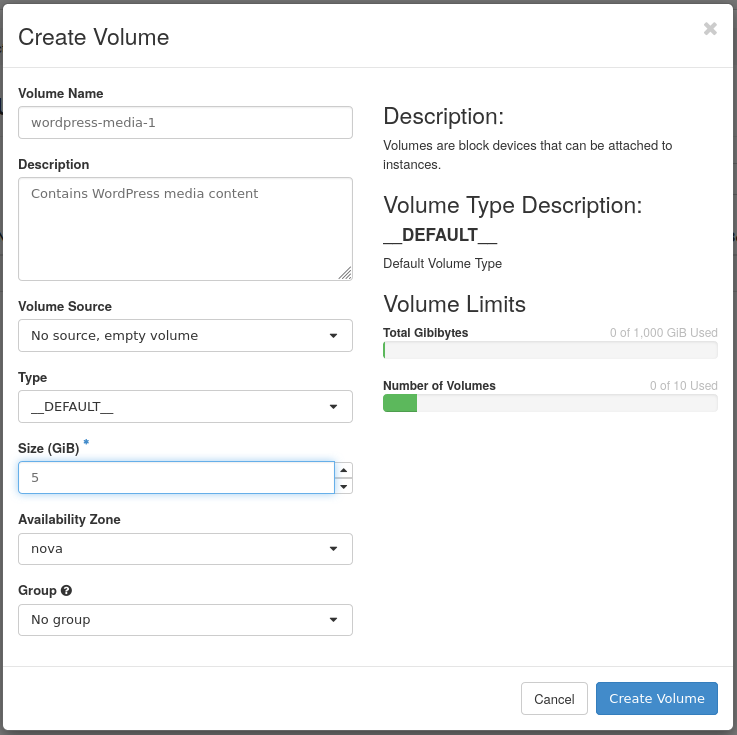 Create Volume
Volume Name
wordpress-media-1
Description
Contains WordPress media content
Volume Source
No source, empty volume
Type
__DEFAULT__
Size (GiB) *
5
Availability Zone
nova
Group
No group
Description:
Volumes are block devices that can be attached to
instances.
Volume Type Description:
__DEFAULT__
Default Volume Type
Volume Limits
Total Gibibytes 0 of 1,000 GiB Used
Number of Volumes 0 of 10 Used
Cancel
Create Volume